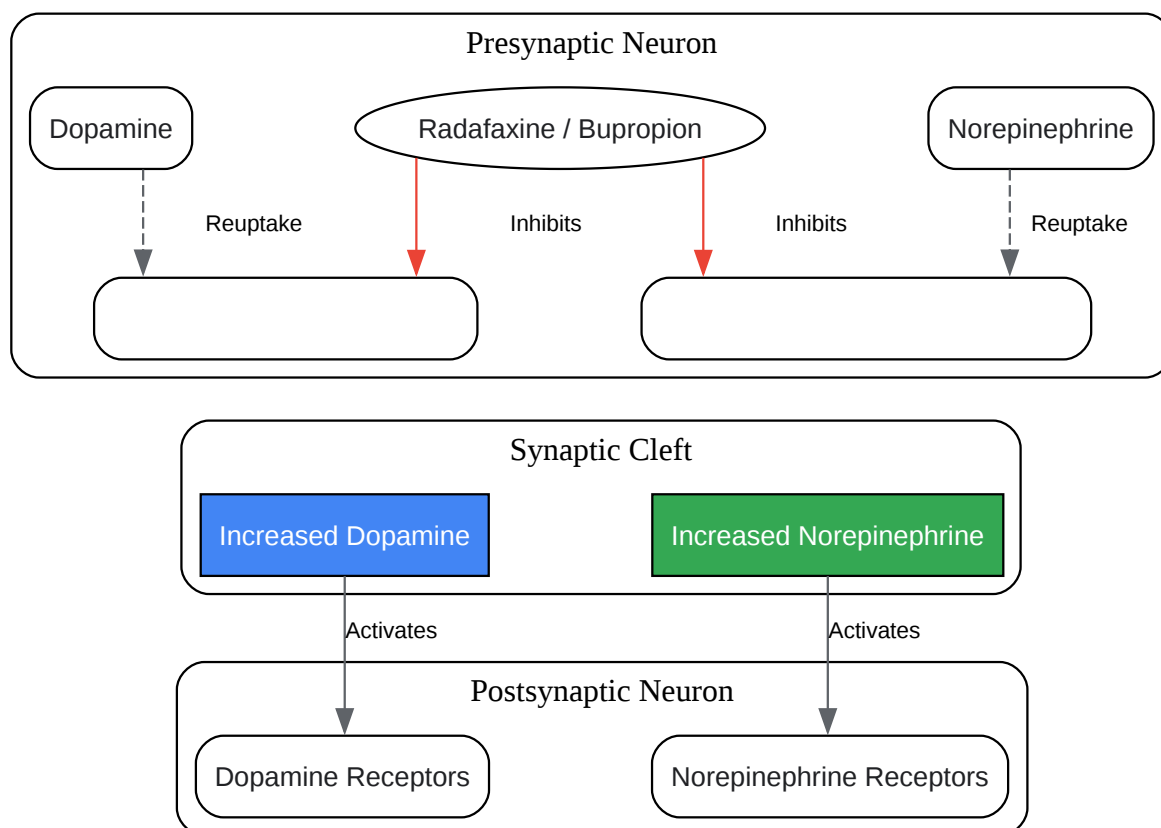 Presynaptic Neuron
Dopamine
Radafaxine / Bupropion
Norepinephrine
Reuptake
Inhibits
Inhibits
Reuptake
Synaptic Cleft
Increased Dopamine
Increased Norepinephrine
Activates
Activates
Postsynaptic Neuron
Dopamine Receptors
Norepinephrine Receptors